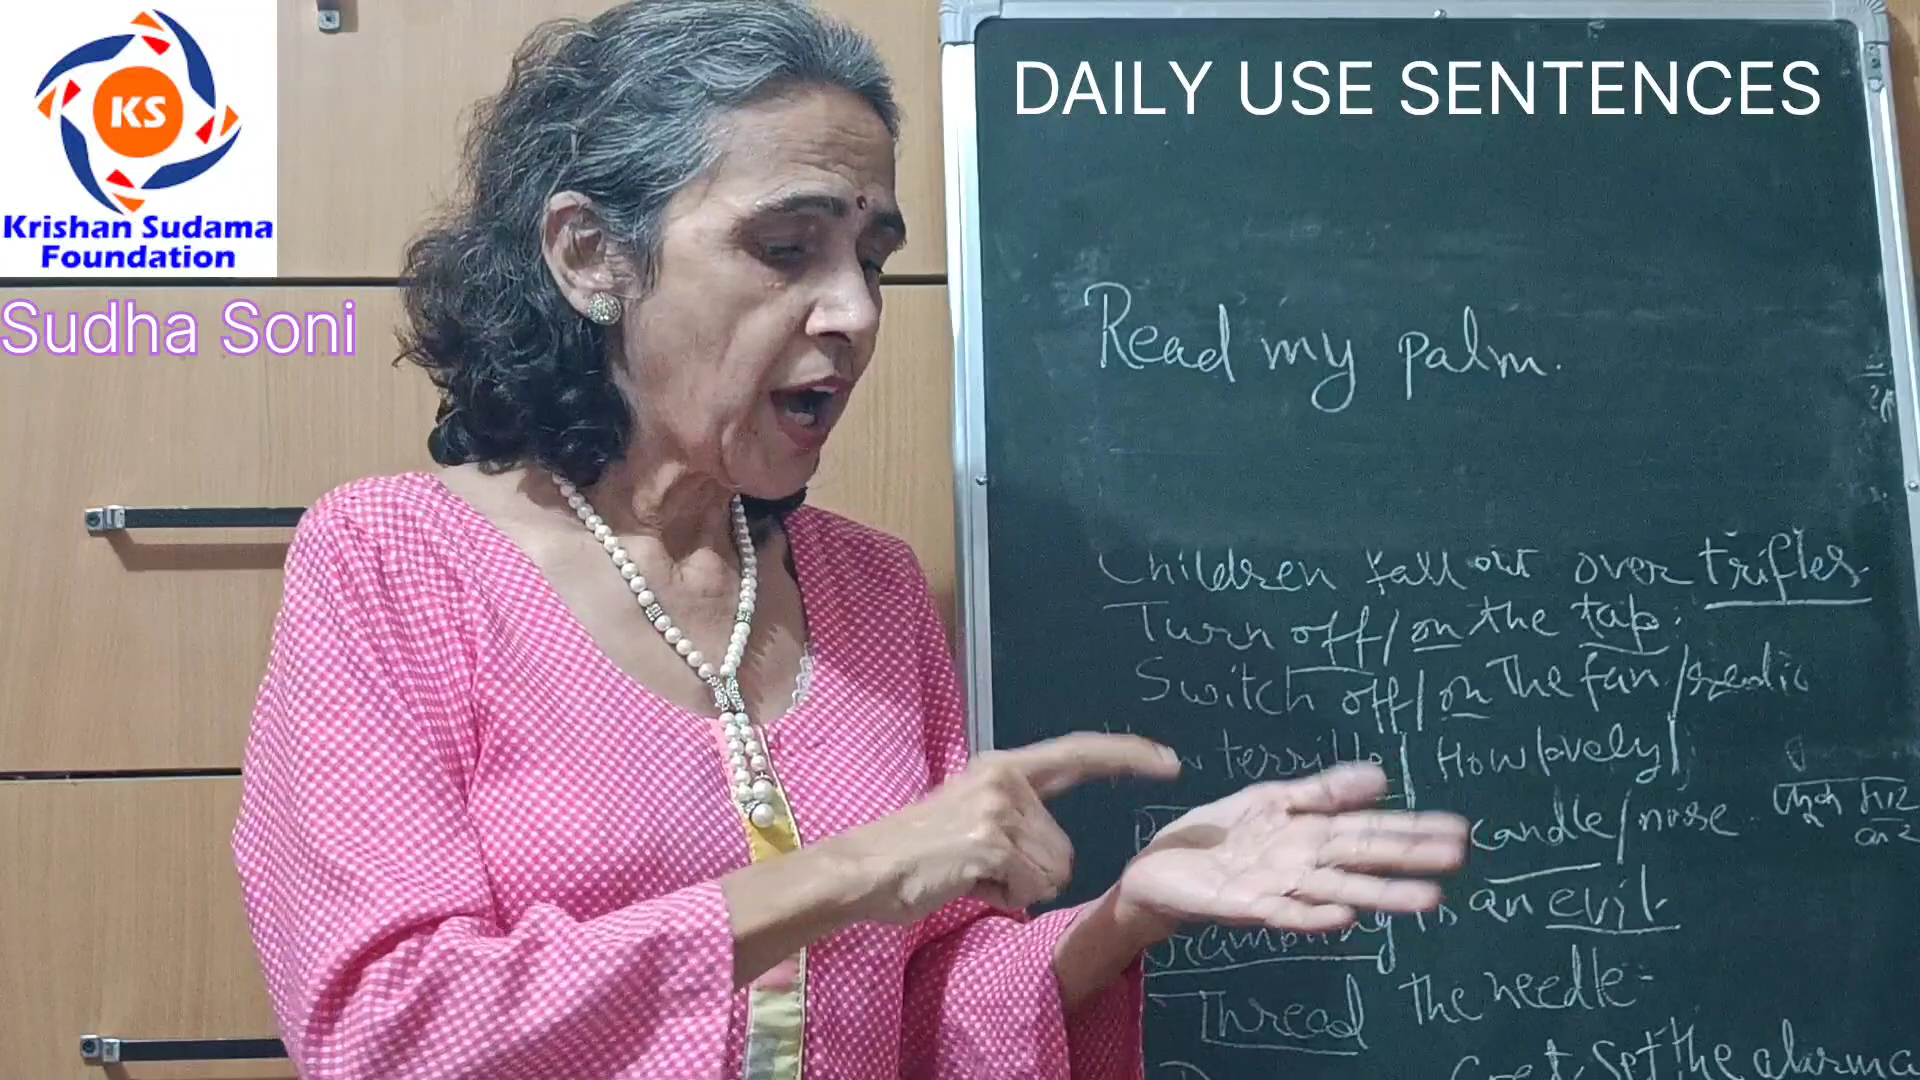 KS
Krishan Sudama
Foundation
Sudha Soni
DAILY USE SENTENCES
Read my palm.
Children fall out over trifles.
Turn off/on the tap.
Switch off/on the fan/radio
terrible! How lovely!
candle/nose
is an evil.
Thread the needle
Set the alarm